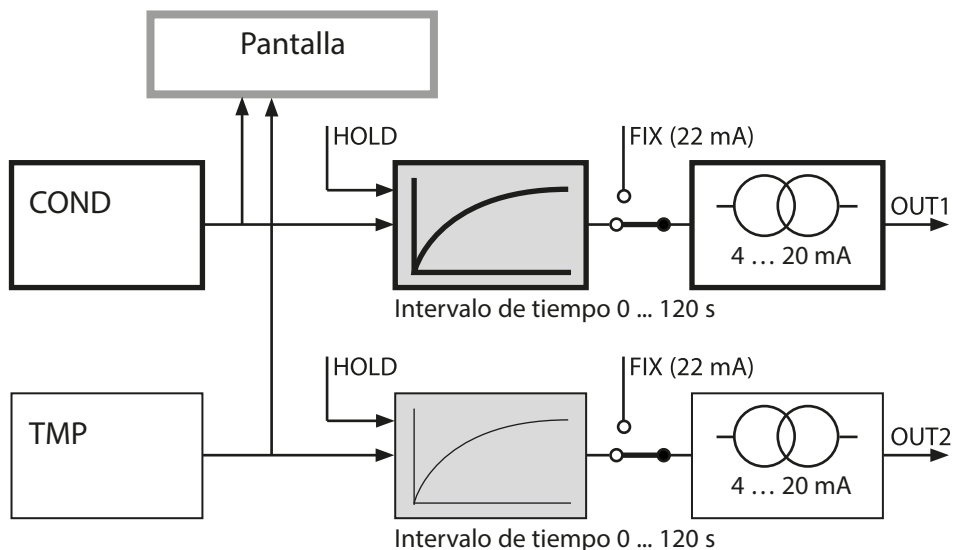 Pantalla
HOLD
FIX (22 mA)
COND
OUT1
4 … 20 mA
Intervalo de tiempo 0 ... 120 s
HOLD
FIX (22 mA)
TMP
OUT2
4 … 20 mA
Intervalo de tiempo 0 ... 120 s